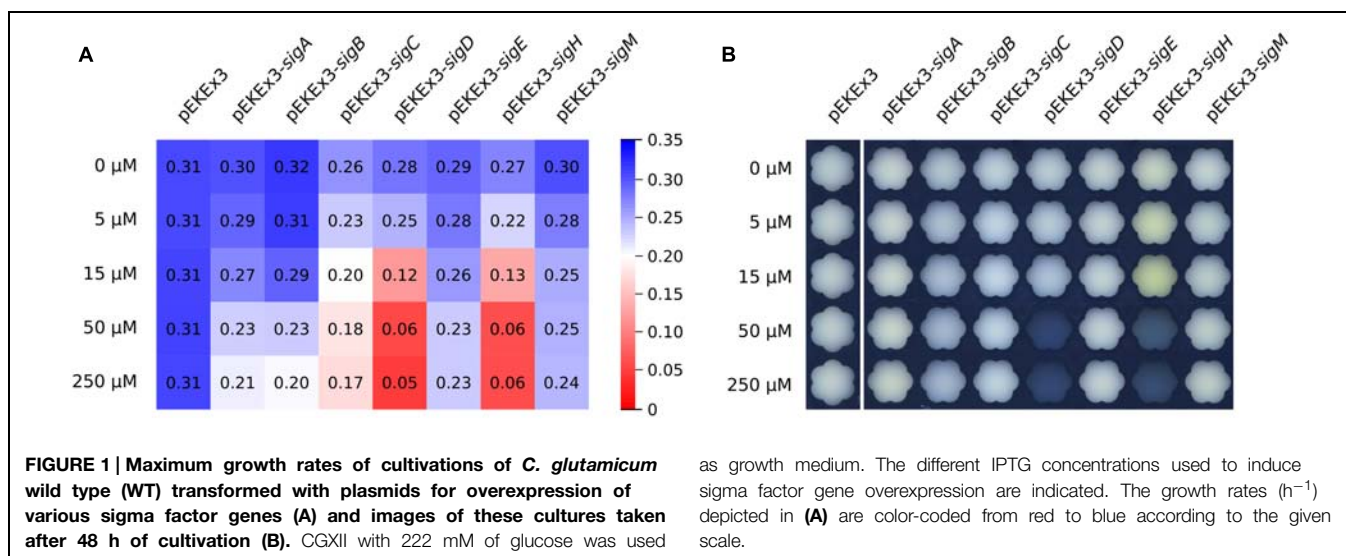 A
pEKEx3
pEKEx3-sigA
pEKEx3-sigB
pEKEx3-sigC
pEKEx3-sigD
pEKEx3-sigE
pEKEx3-sigH
pEKEx3-sigM
0 µM 0.31 0.30 0.32 0.26 0.28 0.29 0.27 0.30
5 µM 0.31 0.29 0.31 0.23 0.25 0.28 0.22 0.28
15 µM 0.31 0.27 0.29 0.20 0.12 0.26 0.13 0.25
50 µM 0.31 0.23 0.23 0.18 0.06 0.23 0.06 0.25
250 µM 0.31 0.21 0.20 0.17 0.05 0.23 0.06 0.24
0.35
0.30
0.25
0.20
0.15
0.10
0.05
0
B
pEKEx3
pEKEx3-sigA
pEKEx3-sigB
pEKEx3-sigC
pEKEx3-sigD
pEKEx3-sigE
pEKEx3-sigH
pEKEx3-sigM
0 µM
5 µM
15 µM
50 µM
250 µM
FIGURE 1 | Maximum growth rates of cultivations of C. glutamicum
wild type (WT) transformed with plasmids for overexpression of
various sigma factor genes (A) and images of these cultures taken
after 48 h of cultivation (B). CGXII with 222 mM of glucose was used
as growth medium. The different IPTG concentrations used to induce
sigma factor gene overexpression are indicated. The growth rates (h⁻¹)
depicted in (A) are color-coded from red to blue according to the given
scale.